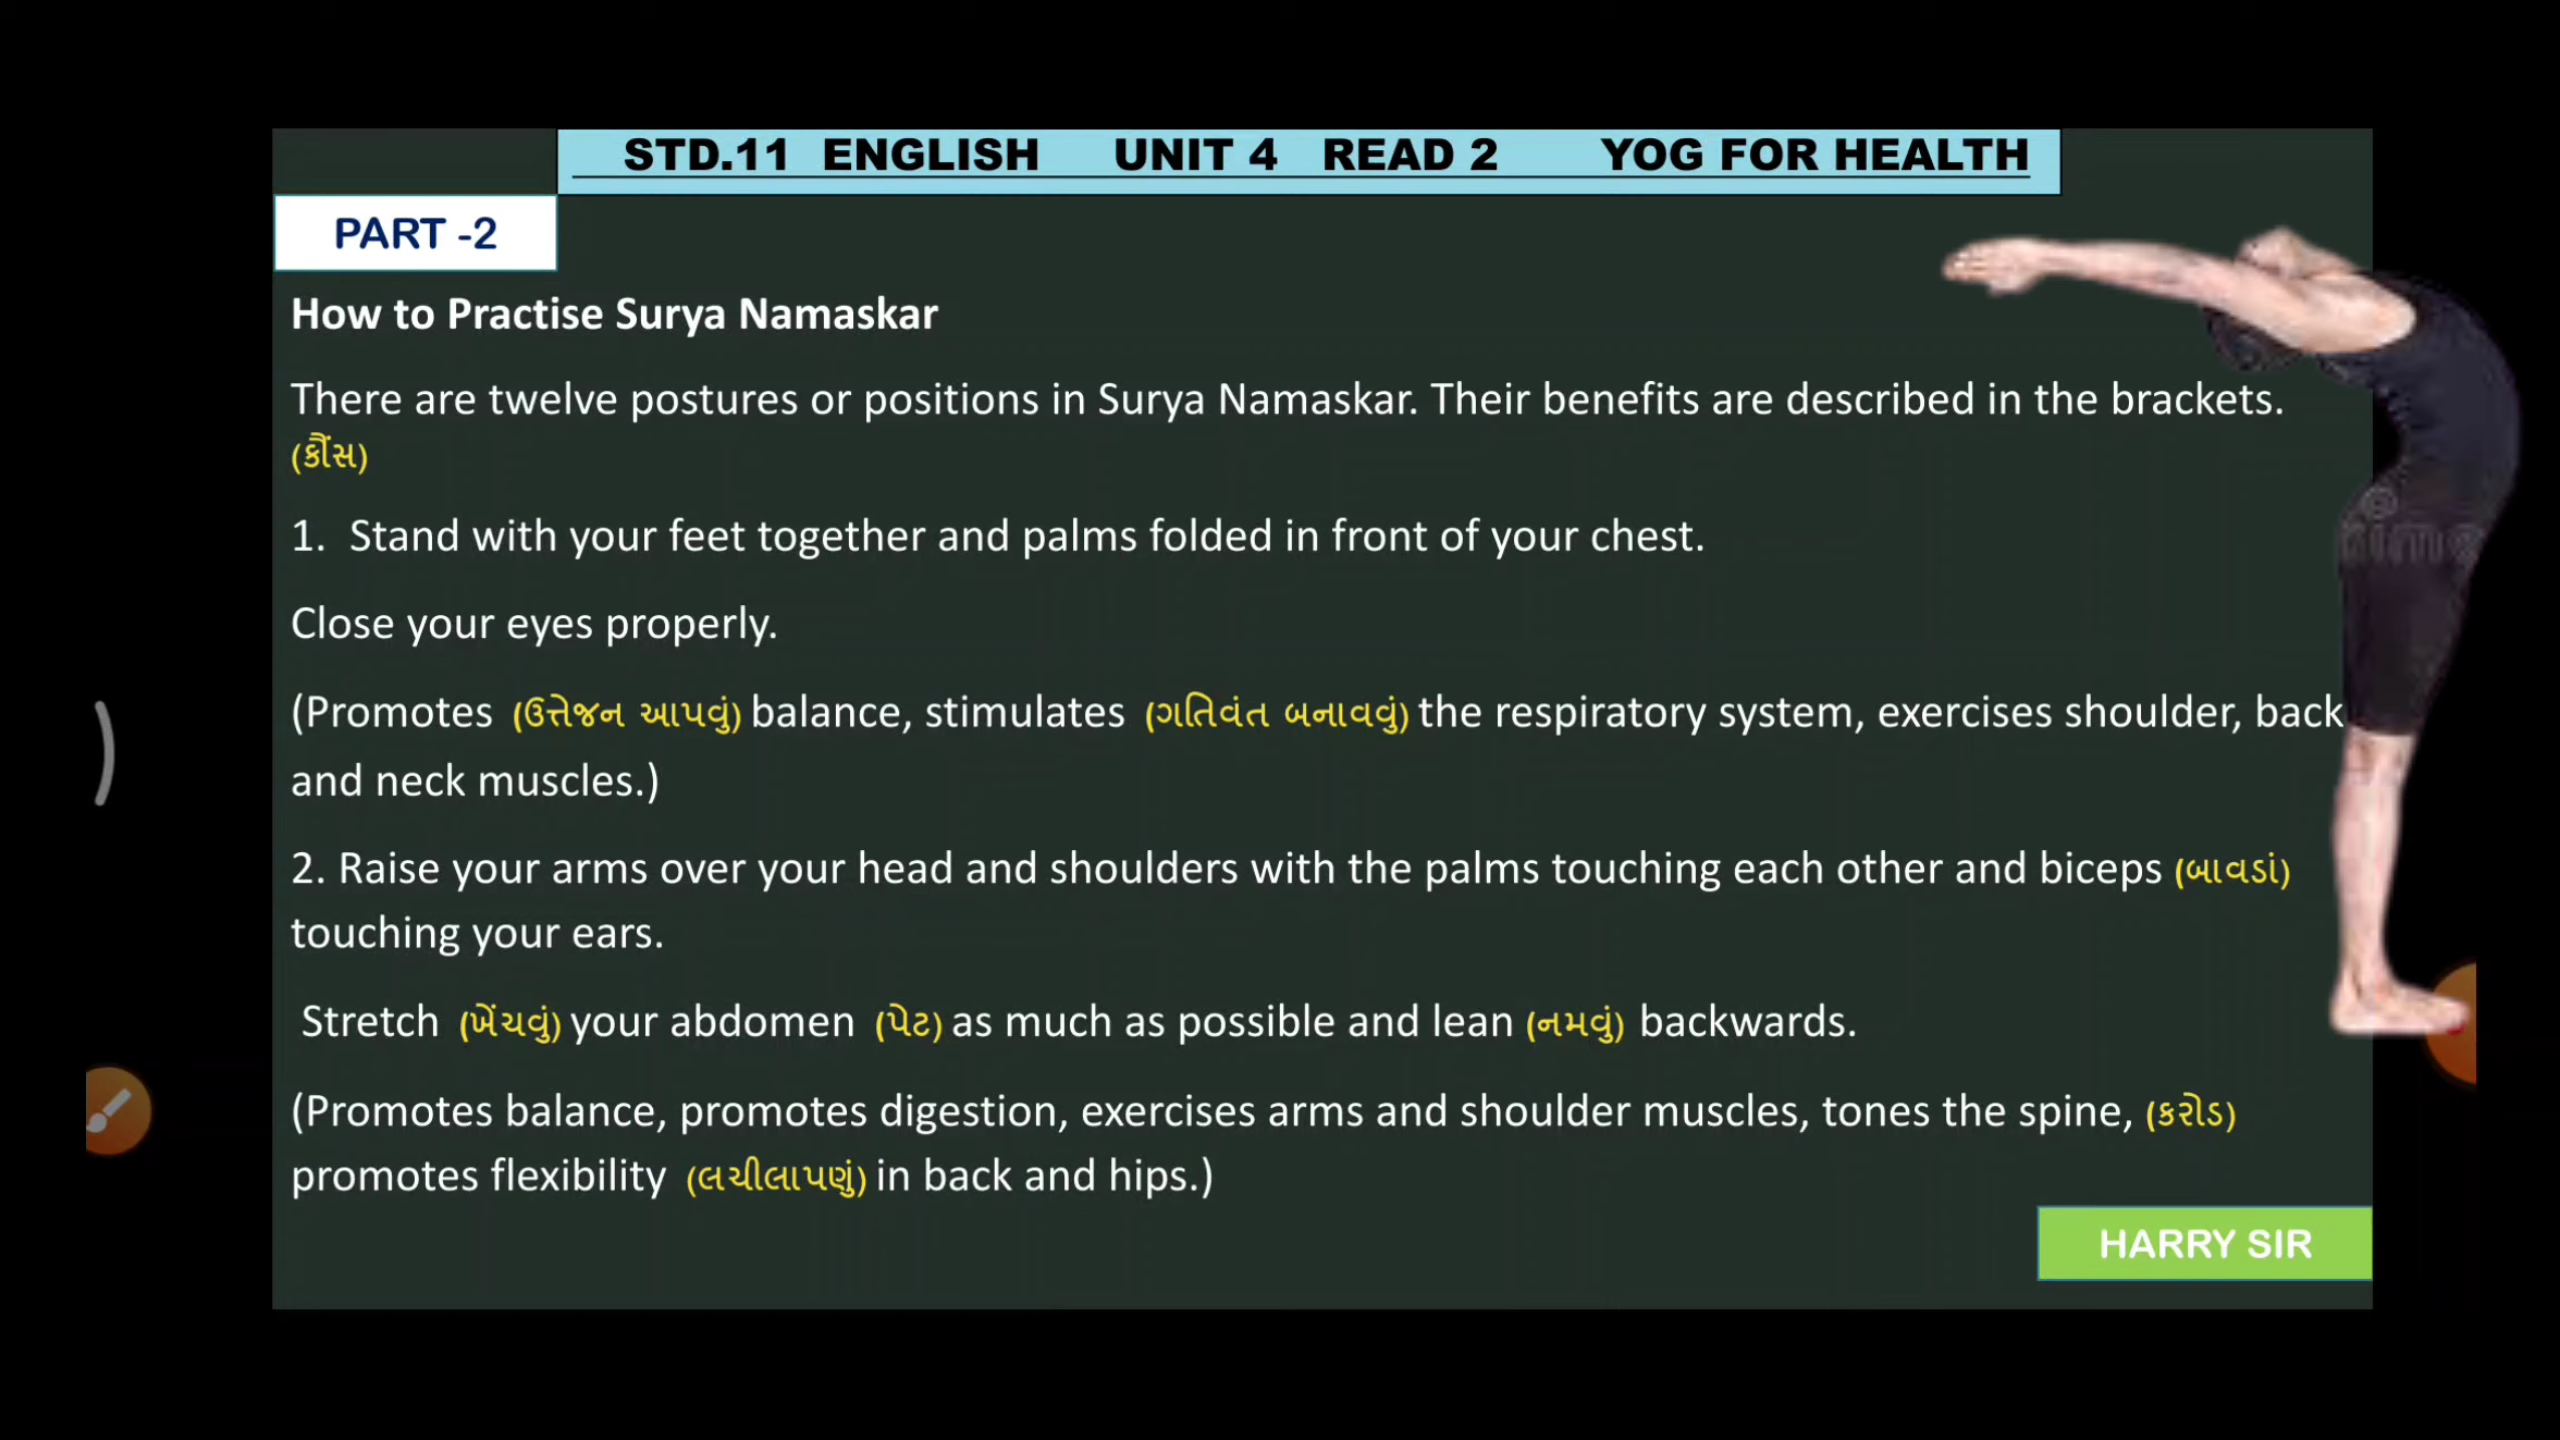 STD.11 ENGLISH UNIT 4 READ 2 YOG FOR HEALTH
PART -2
How to Practise Surya Namaskar
There are twelve postures or positions in Surya Namaskar. Their benefits are described in the brackets.
(કૌંસ)
1. Stand with your feet together and palms folded in front of your chest.
Close your eyes properly.
(Promotes (ઉત્તેજન આપવું) balance, stimulates (ગતિવંત બનાવવું) the respiratory system, exercises shoulder, back
and neck muscles.)
2. Raise your arms over your head and shoulders with the palms touching each other and biceps (બાવડાં)
touching your ears.
Stretch (ખેંચવું) your abdomen (પેટ) as much as possible and lean (નમવું) backwards.
(Promotes balance, promotes digestion, exercises arms and shoulder muscles, tones the spine, (કરોડ)
promotes flexibility (લચીલાપણું) in back and hips.)
HARRY SIR